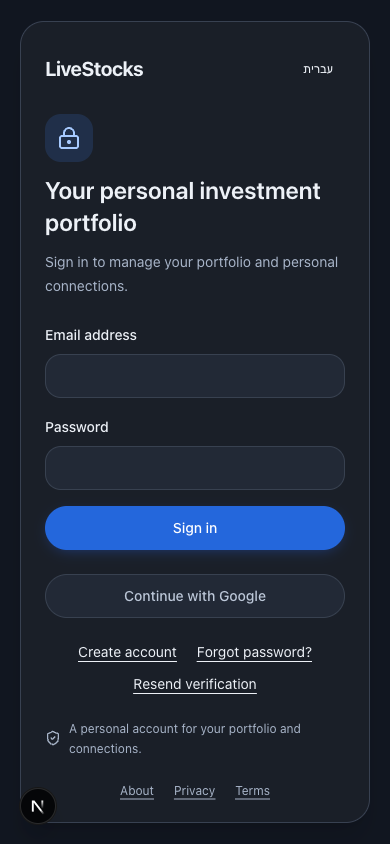 LiveStocks
עברית
Your personal investment
portfolio
Sign in to manage your portfolio and personal
connections.
Email address
Password
Sign in
Continue with Google
Create account Forgot password?
Resend verification
A personal account for your portfolio and
connections.
About Privacy Terms
N